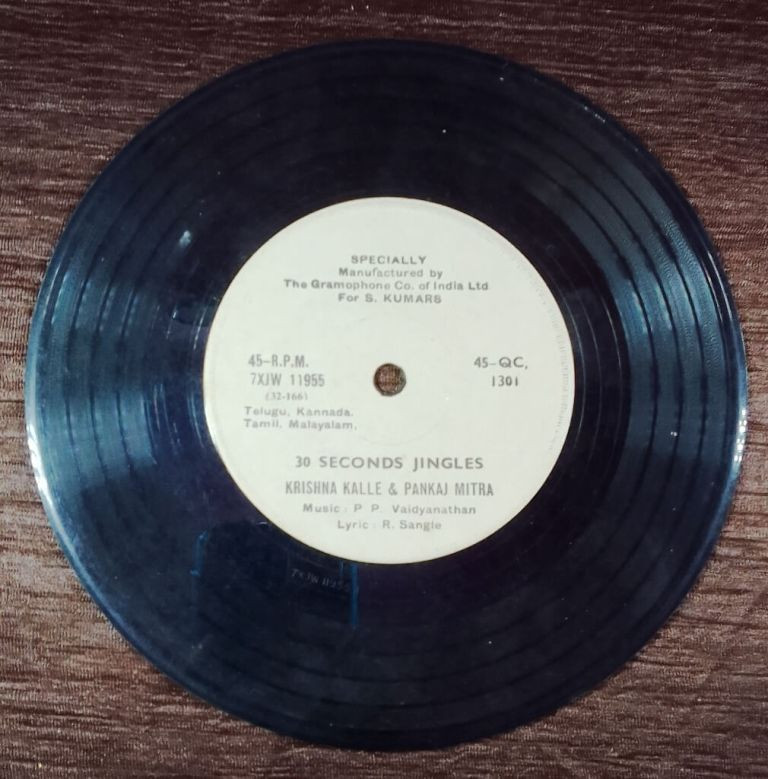 SPECIALLY
Manufactured by
The Gramophone Co. of India Ltd
For S. KUMARS
45-R.P.M.
7XJW 11955
(32-166)
45-QC,
1301
Telugu, Kannada.
Tamil, Malayalam,
30 SECONDS JINGLES
KRISHNA KALLE & PANKAJ MITRA
Music : P P. Vaidyanathan
Lyric : R. Sangle